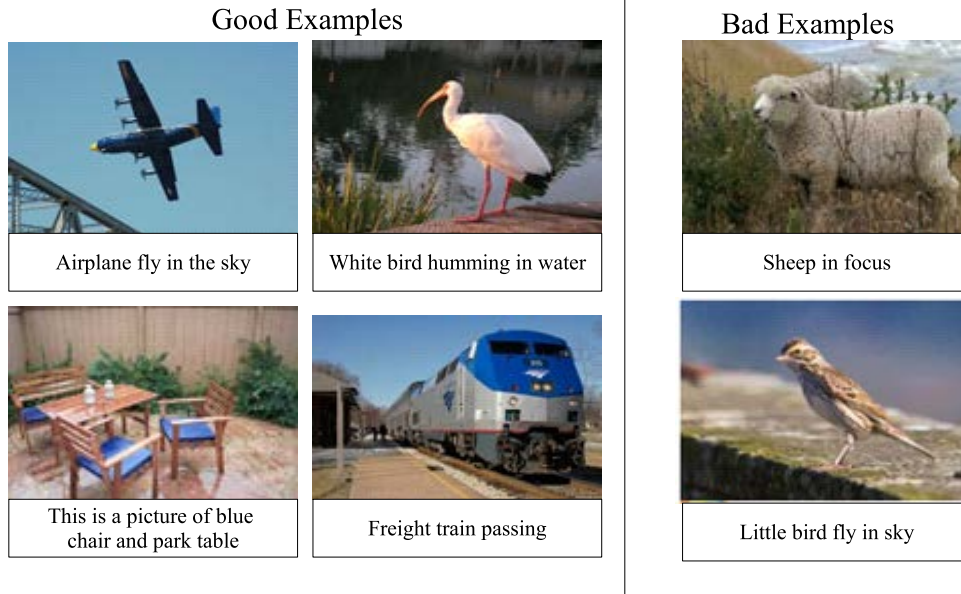 Good Examples
Bad Examples
Airplane fly in the sky
White bird humming in water
Sheep in focus
This is a picture of blue
chair and park table
Freight train passing
Little bird fly in sky